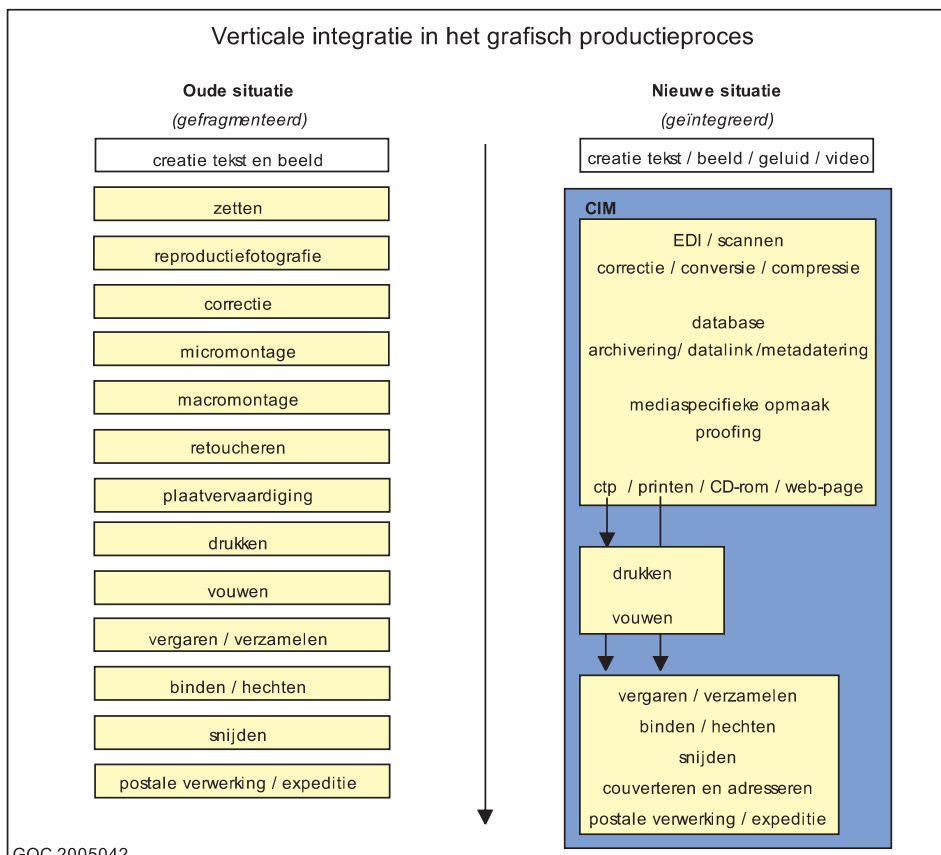 Verticale integratie in het grafisch productieproces
Oude situatie
(gefragmenteerd)
creatie tekst en beeld
zetten
reproductiefotografie
correctie
micromontage
macromontage
retoucheren
plaatvervaardiging
drukken
vouwen
vergaren / verzamelen
binden / hechten
snijden
postale verwerking / expeditie
Nieuwe situatie
(geïntegreerd)
creatie tekst / beeld / geluid / video
CIM
EDI / scannen
correctie / conversie / compressie
database
archivering/ datalink /metadatering
mediaspecifieke opmaak
proofing
ctp / printen / CD-rom / web-page
drukken
vouwen
vergaren / verzamelen
binden / hechten
snijden
couverteren en adresseren
postale verwerking / expeditie
GOC 2005042